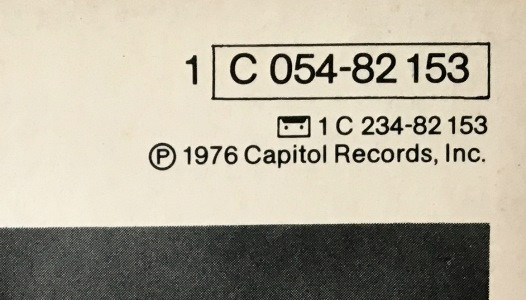 1 C 054-82 153
1 C 234-82 153
Ⓟ 1976 Capitol Records, Inc.